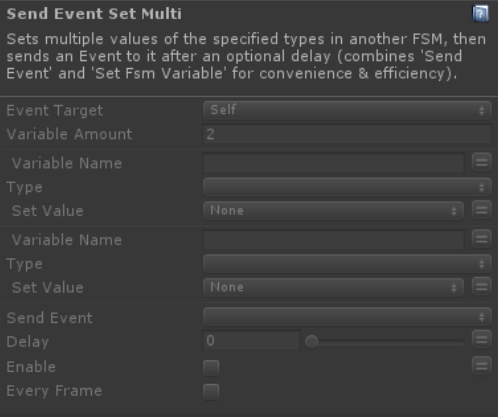 Send Event Set Multi
Sets multiple values of the specified types in another FSM, then
sends an Event to it after an optional delay (combines 'Send
Event' and 'Set Fsm Variable' for convenience & efficiency).
Event Target Self
Variable Amount 2
Variable Name
Type
Set Value None
Variable Name
Type
Set Value None
Send Event
Delay 0
Enable
Every Frame